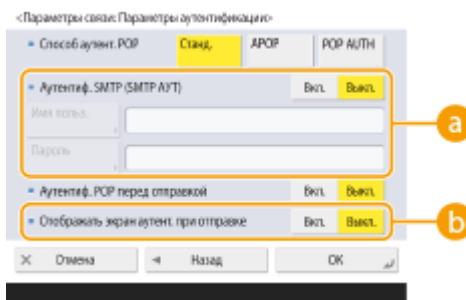 <Параметры связи: Параметры аутентификации>
Способ аутент. POP Станд. APOP POP AUTH
Аутентиф. SMTP (SMTP АУТ) Вкл. Выкл.
Имя польз.
Пароль
a
Аутентиф. POP перед отправкой Вкл. Выкл.
Отображать экран аутент. при отправке Вкл. Выкл.
b
Отмена Назад OK